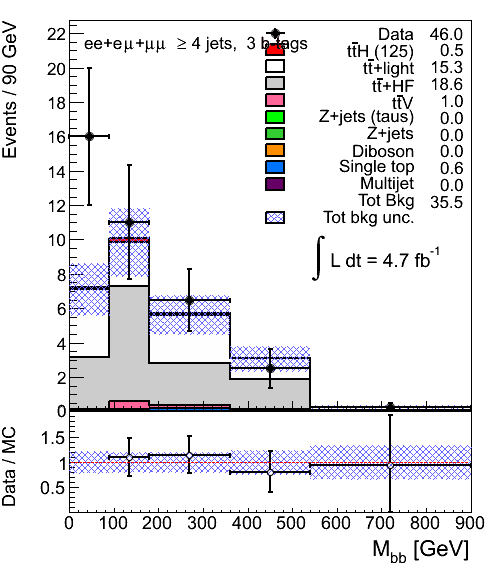 Events / 90 GeV
22
20
18
16
14
12
10
8
6
4
2
0
ee+eμ+μμ ≥ 4 jets, 3 b-tags
Data 46.0
tt̄H (125) 0.5
tt̄+light 15.3
tt̄+HF 18.6
tt̄V 1.0
Z+jets (taus) 0.0
Z+jets 0.0
Diboson 0.0
Single top 0.6
Multijet 0.0
Tot Bkg 35.5
Tot bkg unc.
∫ L dt = 4.7 fb⁻¹
Data / MC
1.5
1
0.5
0 100 200 300 400 500 600 700 800 900
M_bb [GeV]